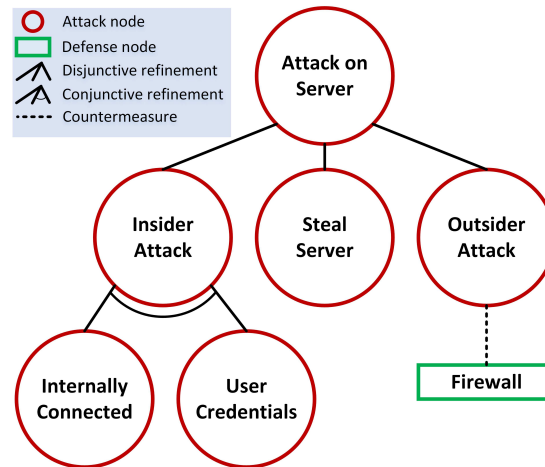 Attack node
Defense node
Disjunctive refinement
Conjunctive refinement
Countermeasure
Attack on
Server
Insider
Attack
Steal
Server
Outsider
Attack
Internally
Connected
User
Credentials
Firewall